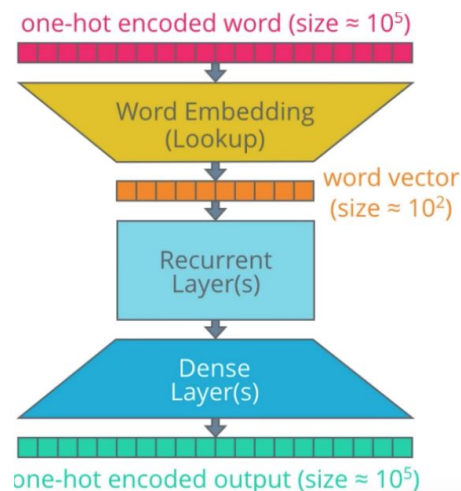 one-hot encoded word (size ≈ 10⁵)
Word Embedding
(Lookup)
word vector
(size ≈ 10²)
Recurrent
Layer(s)
Dense
Layer(s)
one-hot encoded output (size ≈ 10⁵)